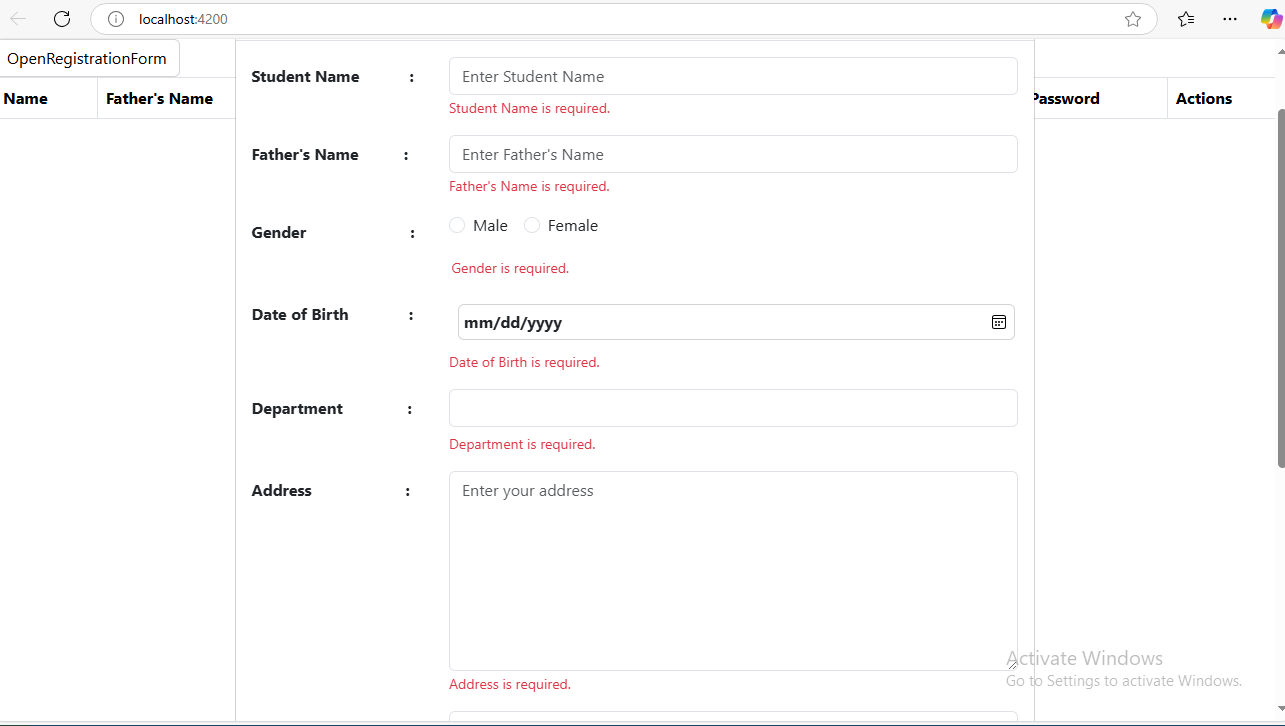 localhost:4200
OpenRegistrationForm
Name Father's Name Password Actions
Student Name : Enter Student Name
Student Name is required.
Father's Name : Enter Father's Name
Father's Name is required.
Gender : Male Female
Gender is required.
Date of Birth : mm/dd/yyyy
Date of Birth is required.
Department :
Department is required.
Address : Enter your address
Address is required.
Activate Windows
Go to Settings to activate Windows.